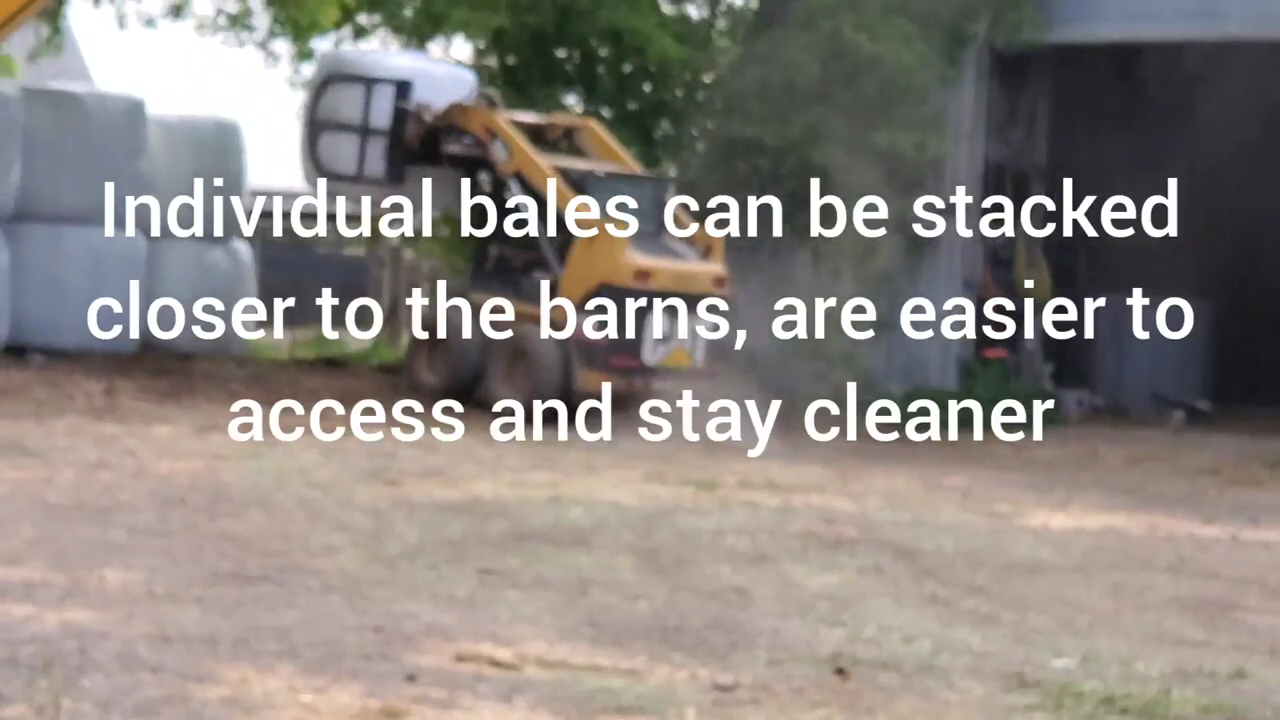 Individual bales can be stacked
closer to the barns, are easier to
access and stay cleaner